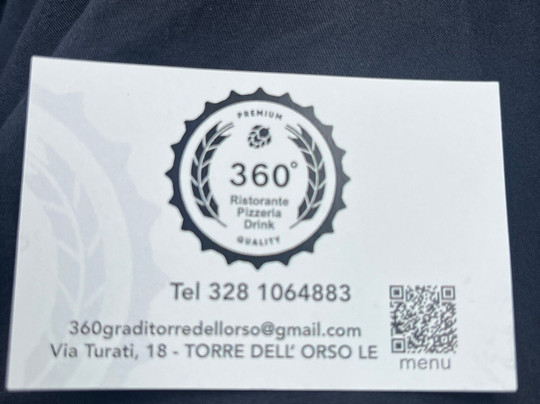 PREMIUM
360°
Ristorante
Pizzeria
Drink
QUALITY
Tel 328 1064883
360graditorredellorso@gmail.com
Via Turati, 18 - TORRE DELL' ORSO LE
menu